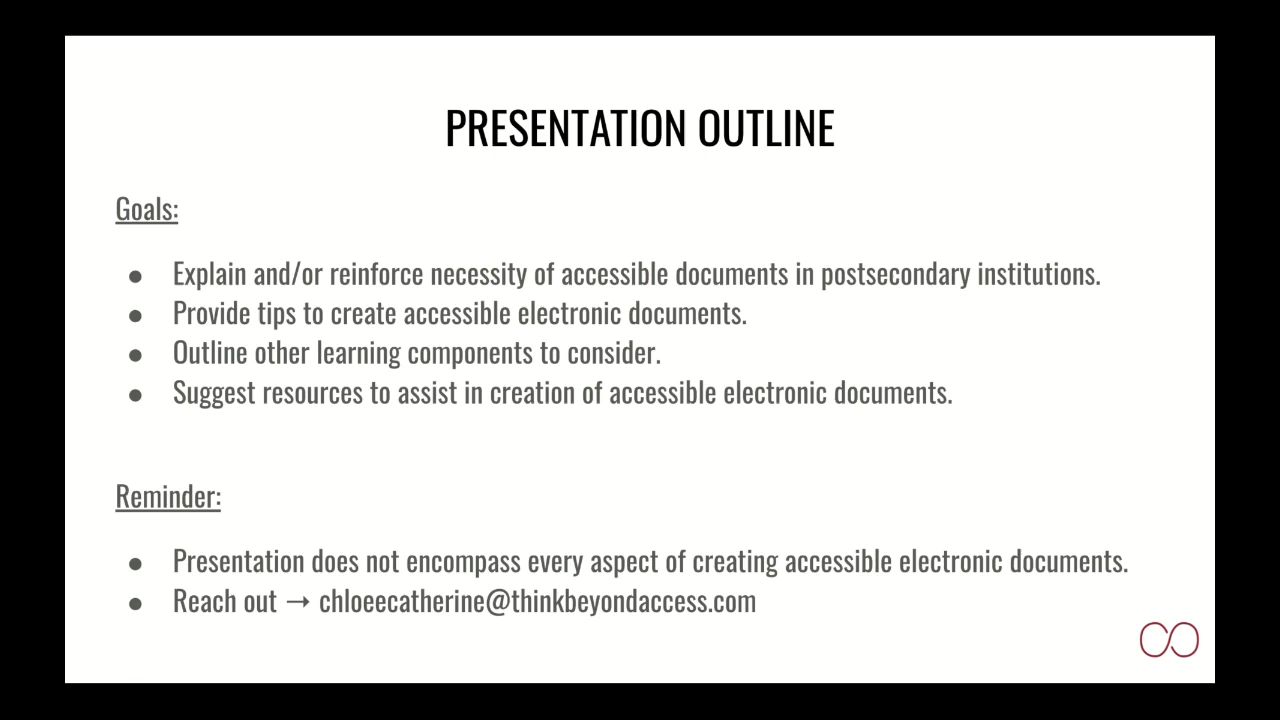 PRESENTATION OUTLINE
Goals:
● Explain and/or reinforce necessity of accessible documents in postsecondary institutions.
● Provide tips to create accessible electronic documents.
● Outline other learning components to consider.
● Suggest resources to assist in creation of accessible electronic documents.
Reminder:
● Presentation does not encompass every aspect of creating accessible electronic documents.
● Reach out → chloeecatherine@thinkbeyondaccess.com